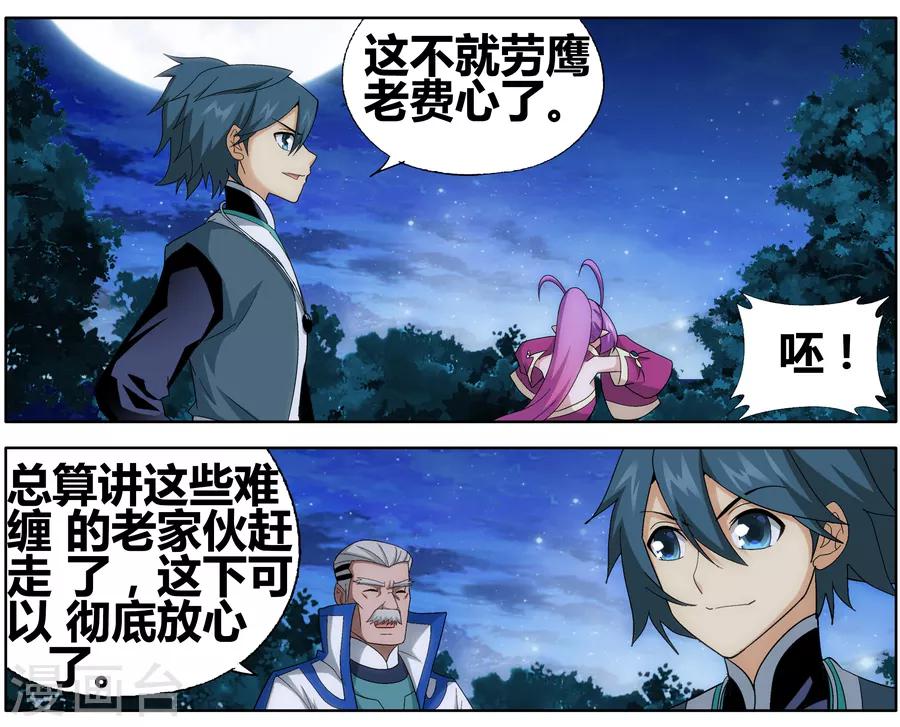 这不就劳鹰
老费心了。
呸！
总算讲这些难
缠 的老家伙赶
走 了，这下可
以 彻底放心
了。
漫画台